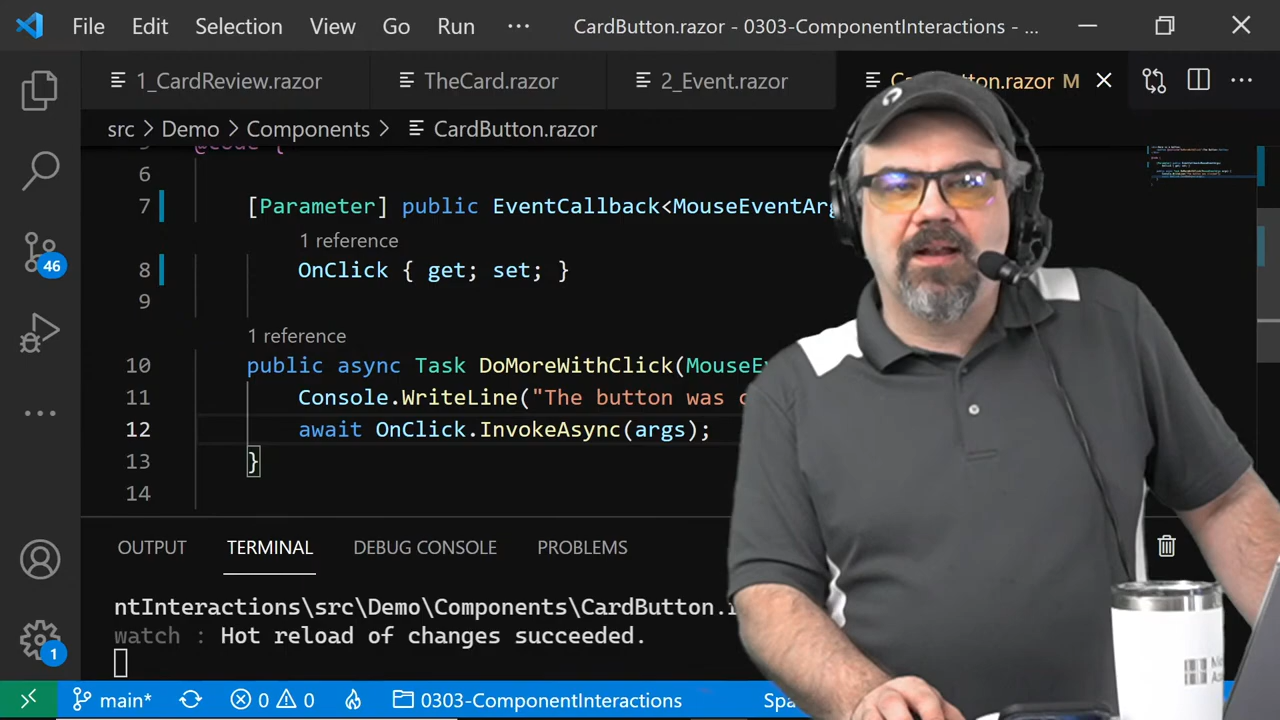 File Edit Selection View Go Run ··· CardButton.razor - 0303-ComponentInteractions - ...
1_CardReview.razor TheCard.razor 2_Event.razor M
src > Demo > Components > CardButton.razor
@code {
6
7 [Parameter] public EventCallback<MouseEventArg
1 reference
8 OnClick { get; set; }
9
1 reference
10 public async Task DoMoreWithClick(MouseEv
11 Console.WriteLine("The button was
12 await OnClick.InvokeAsync(args);
13 }
14
46
OUTPUT TERMINAL DEBUG CONSOLE PROBLEMS
ntInteractions\src\Demo\Components\CardButton.
watch : Hot reload of changes succeeded.
1
main* 0 0 0303-ComponentInteractions Spa